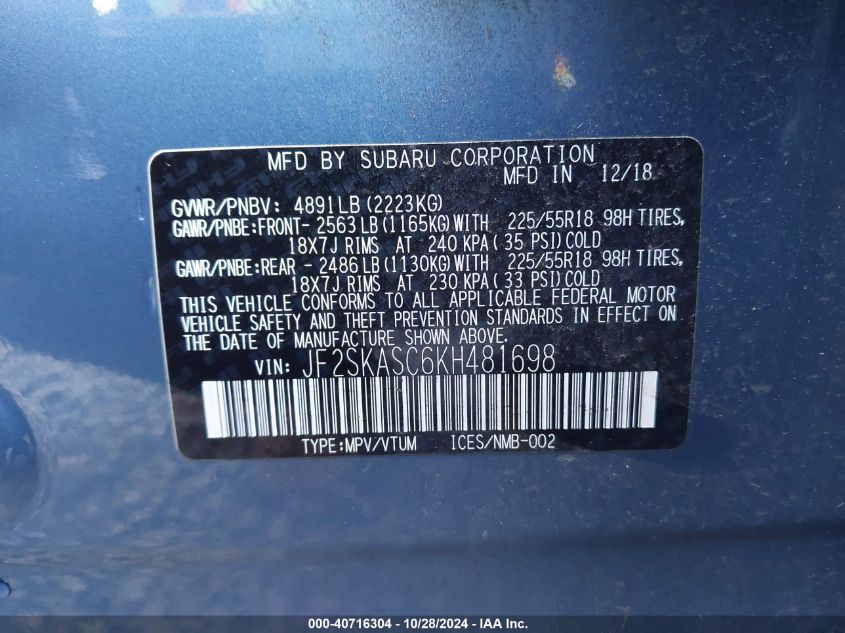 MFD BY SUBARU CORPORATION
MFD IN 12/18
GVWR/PNBV: 4891LB (2223KG)
GAWR/PNBE:FRONT- 2563 LB (1165KG) WITH 225/55R18 98H TIRES,
18X7J RIMS AT 240 KPA ( 35 PSI) COLD
GAWR/PNBE:REAR - 2486 LB (1130KG) WITH 225/55R18 98H TIRES,
18X7J RIMS AT 230 KPA ( 33 PSI) COLD
THIS VEHICLE CONFORMS TO ALL APPLICABLE FEDERAL MOTOR
VEHICLE SAFETY AND THEFT PREVENTION STANDARDS IN EFFECT ON
THE DATE OF MANUFACTURE SHOWN ABOVE.
VIN: JF2SKASC6KH481698
TYPE:MPV/VTUM ICES/NMB-002
000-40716304 - 10/28/2024 - www.iaai.com